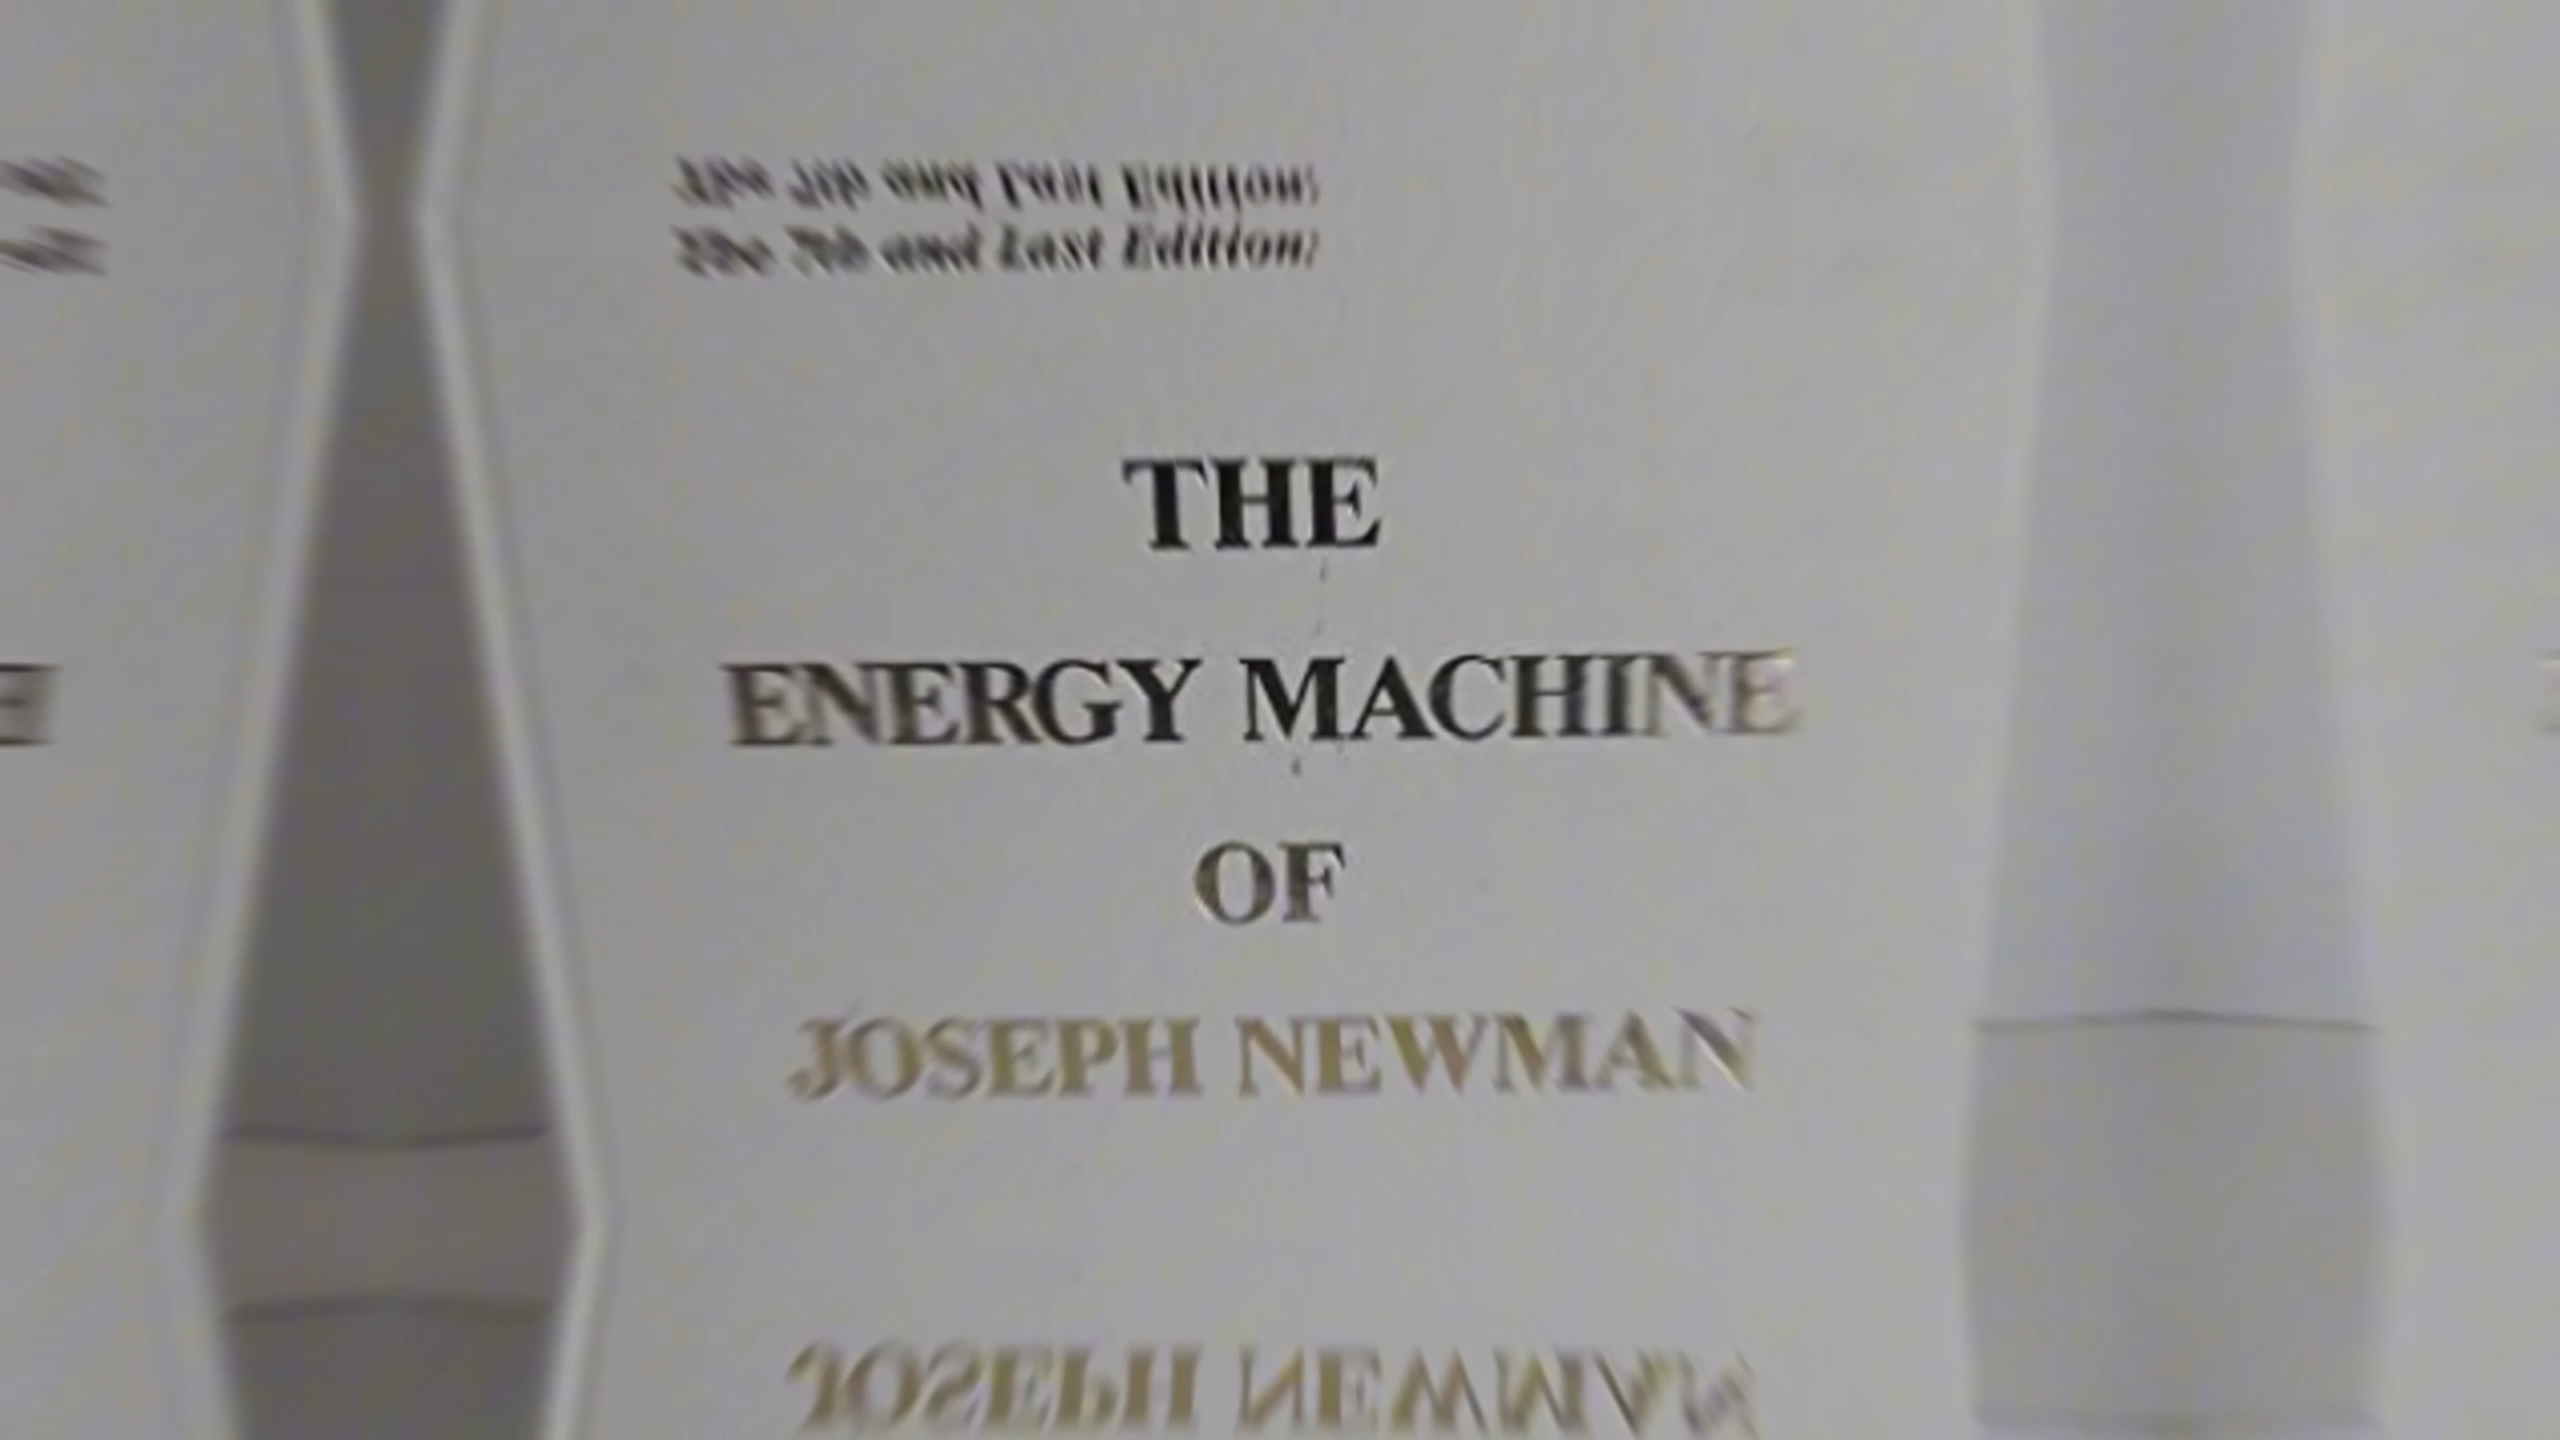 The 7th and Last Edition:
THE
ENERGY MACHINE
OF
JOSEPH NEWMAN